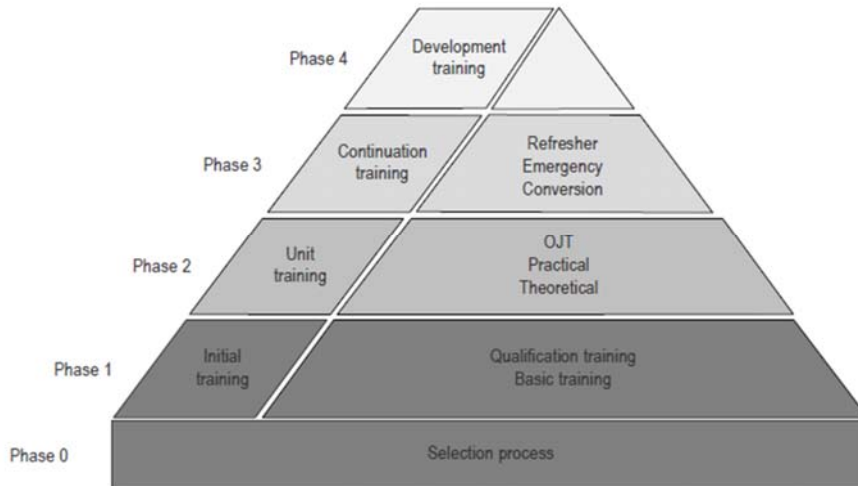 Phase 4
Development
training
Phase 3
Continuation
training
Refresher
Emergency
Conversion
Phase 2
Unit
training
OJT
Practical
Theoretical
Phase 1
Initial
training
Qualification training
Basic training
Phase 0
Selection process